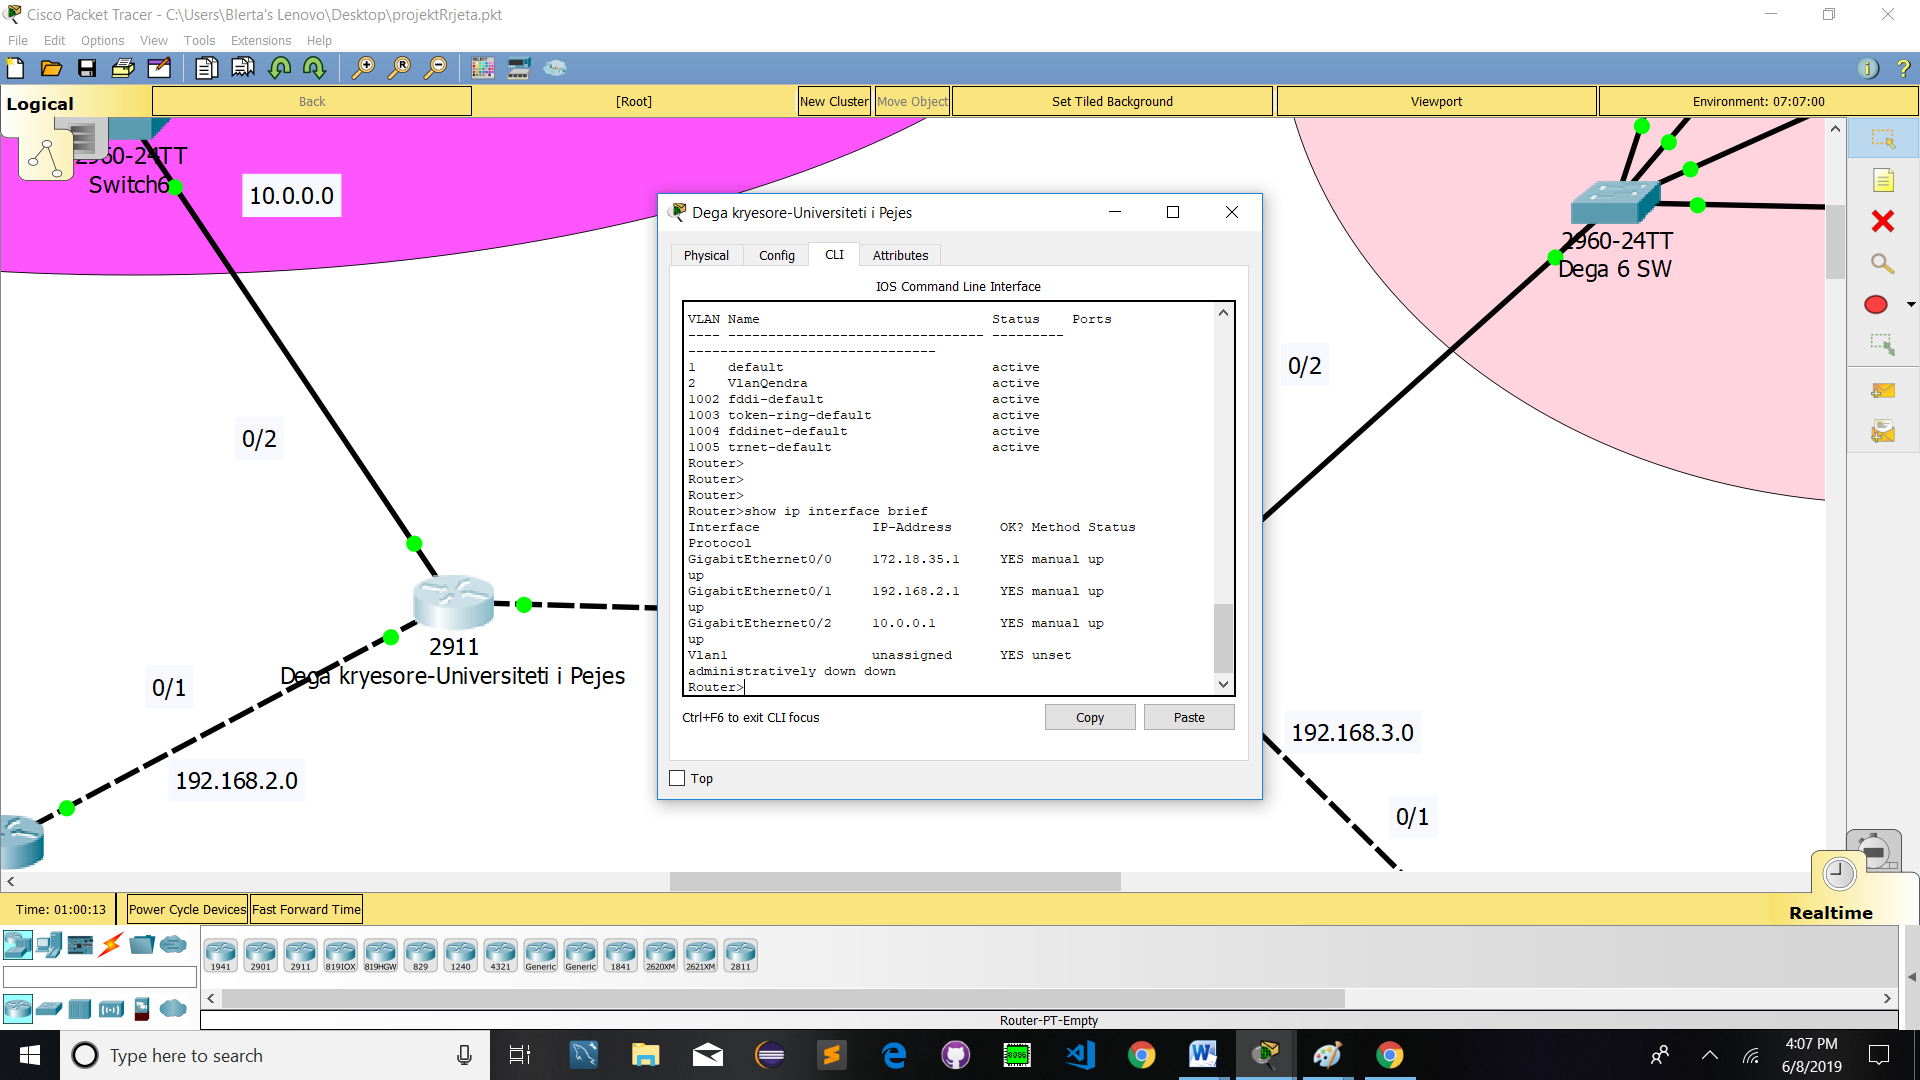 Cisco Packet Tracer - C:\Users\Blerta's Lenovo\Desktop\projektRrjeta.pkt
File Edit Options View Tools Extensions Help
Logical
Back
[Root]
New Cluster
Move Object
Set Tiled Background
Viewport
Environment: 07:07:00
2960-24TT
Switch6
10.0.0.0
0/2
2911
Dega kryesore-Universiteti i Pejes
0/1
192.168.2.0
2960-24TT
Dega 6 SW
0/2
192.168.3.0
0/1
Dega kryesore-Universiteti i Pejes
Physical Config CLI Attributes
IOS Command Line Interface
VLAN Name                             Status    Ports
---- -------------------------------- ---------
-------------------------------
1    default                          active
2    VlanQendra                       active
1002 fddi-default                     active
1003 token-ring-default               active
1004 fddinet-default                  active
1005 trnet-default                    active
Router>
Router>
Router>
Router>show ip interface brief
Interface              IP-Address      OK? Method Status
Protocol
GigabitEthernet0/0     172.18.35.1     YES manual up
up
GigabitEthernet0/1     192.168.2.1     YES manual up
up
GigabitEthernet0/2     10.0.0.1        YES manual up
up
Vlan1                  unassigned      YES unset
administratively down down
Router>
Ctrl+F6 to exit CLI focus
Copy
Paste
Top
Time: 01:00:13
Power Cycle Devices
Fast Forward Time
Realtime
1941 2901 2911 819IOX 819HGW 829 1240 4321 Generic Generic 1841 2620XM 2621XM 2811
Router-PT-Empty
Type here to search
8086
4:07 PM
6/8/2019